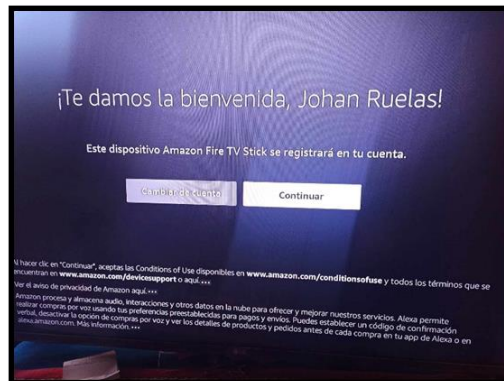 ¡Te damos la bienvenida, Johan Ruelas!
Este dispositivo Amazon Fire TV Stick se registrará en tu cuenta.
Cambiar de cuenta
Continuar
Al hacer clic en "Continuar", aceptas las Conditions of Use disponibles en www.amazon.com/conditionsofuse y todos los términos que se
encuentran en www.amazon.com/devicesupport o aquí.•••
Ver el aviso de privacidad de Amazon aquí.•••
Amazon procesa y almacena audio, interacciones y otros datos en la nube para ofrecer y mejorar nuestros servicios. Alexa permite
realizar compras por voz usando tus preferencias preestablecidas para pagos y envíos. Puedes establecer un código de confirmación
verbal, desactivar la opción de compras por voz y ver los detalles de productos y pedidos antes de cada compra en tu app de Alexa o en
alexa.amazon.com. Más información.•••